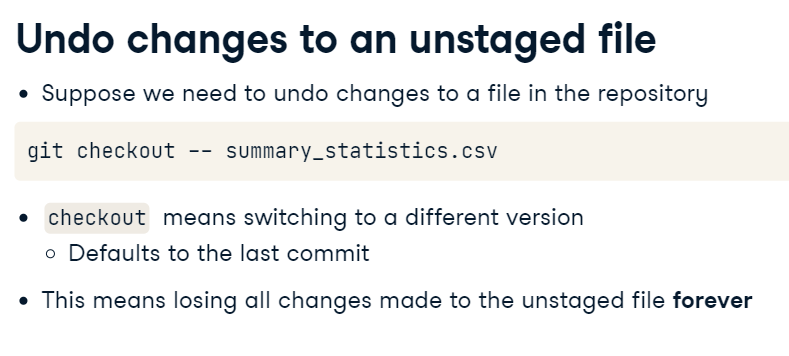 Undo changes to an unstaged file
• Suppose we need to undo changes to a file in the repository
git checkout -- summary_statistics.csv
• checkout means switching to a different version
○ Defaults to the last commit
• This means losing all changes made to the unstaged file forever